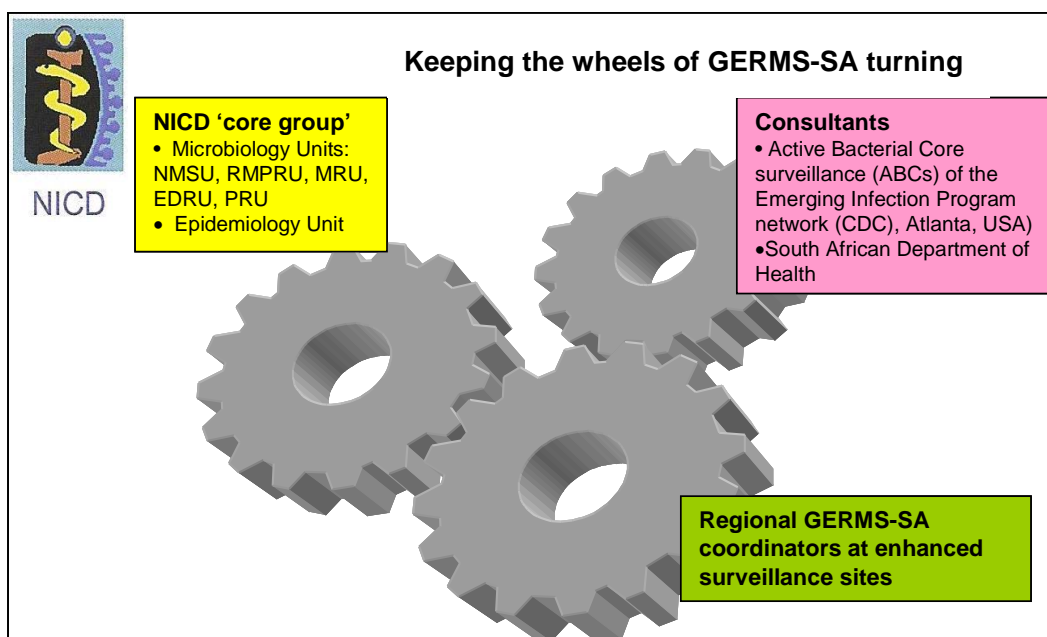 Keeping the wheels of GERMS-SA turning
NICD
NICD ‘core group’
• Microbiology Units:
NMSU, RMPRU, MRU,
EDRU, PRU
• Epidemiology Unit
Consultants
• Active Bacterial Core
surveillance (ABCs) of the
Emerging Infection Program
network (CDC), Atlanta, USA)
•South African Department of
Health
Regional GERMS-SA
coordinators at enhanced
surveillance sites